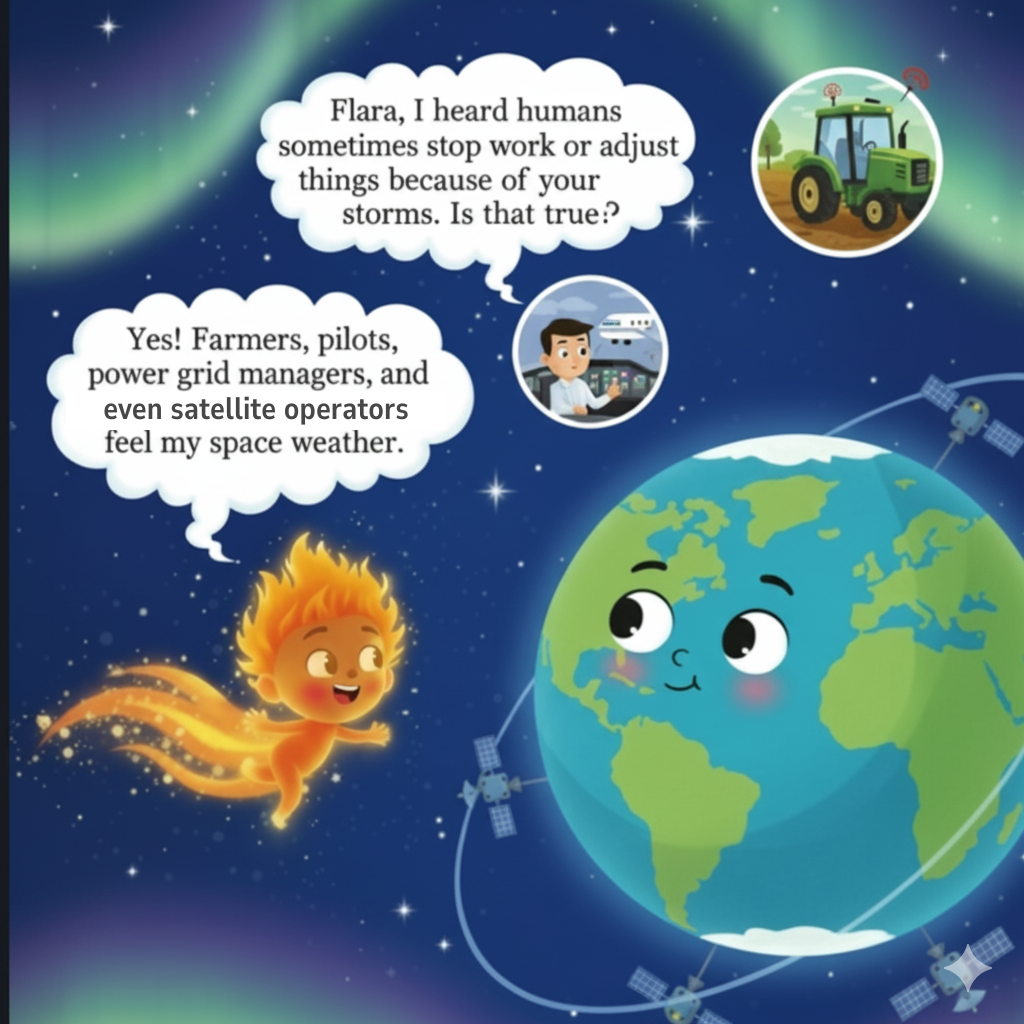 Flara, I heard humans
sometimes stop work or adjust
things because of your
storms. Is that true?
Yes! Farmers, pilots,
power grid managers, and
even satellite operators
feel my space weather.